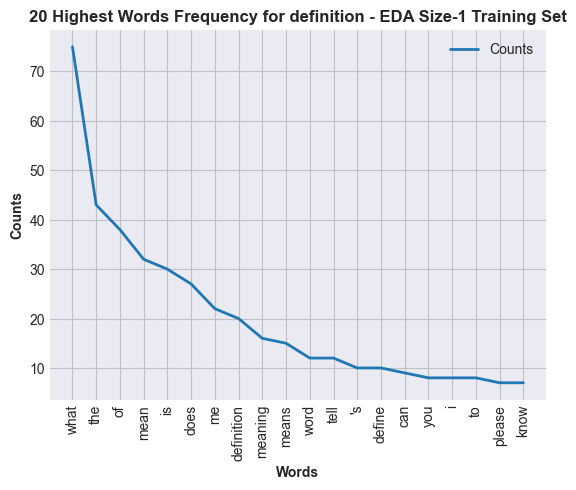 20 Highest Words Frequency for definition - EDA Size-1 Training Set
Counts
70
60
50
40
30
20
10
Counts
what
the
of
mean
is
does
me
definition
meaning
means
word
tell
's
define
can
you
i
to
please
know
Words